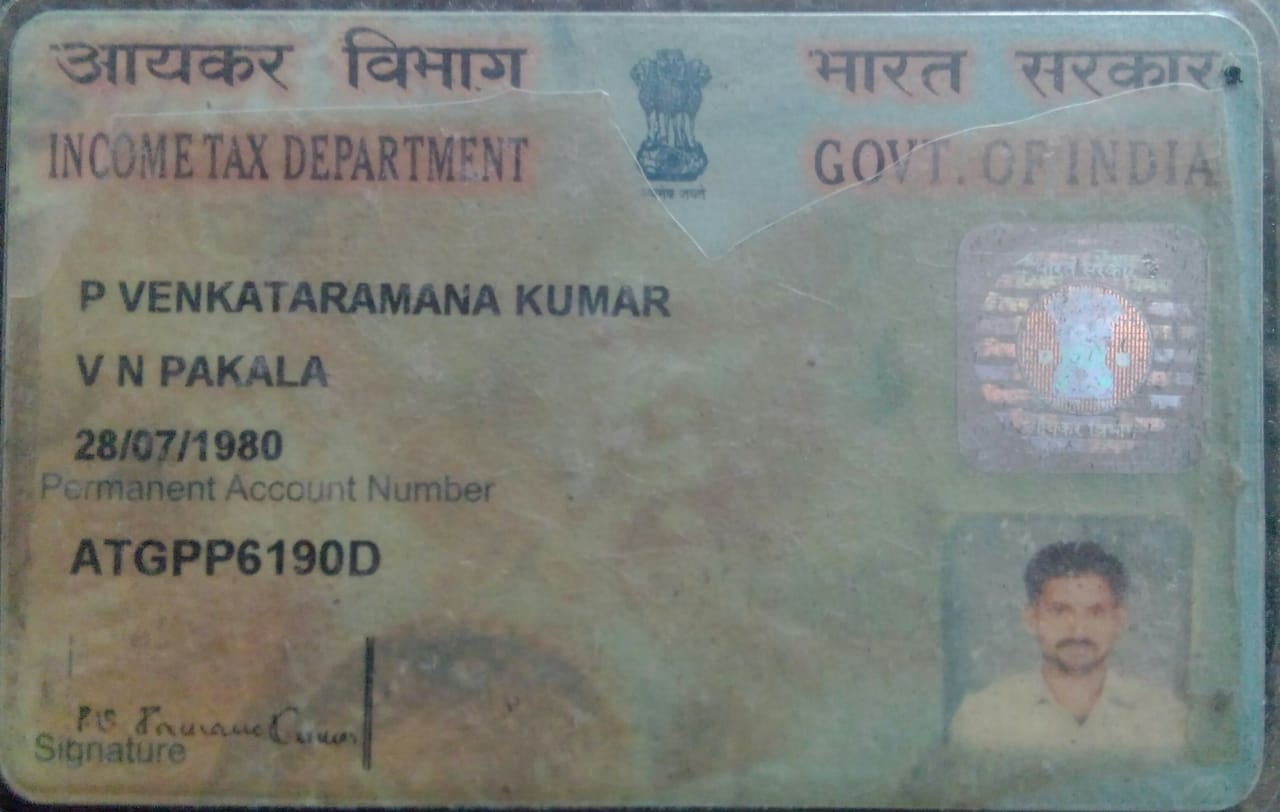 आयकर विभाग भारत सरकार
INCOME TAX DEPARTMENT GOVT. OF INDIA
P VENKATARAMANA KUMAR
V N PAKALA
28/07/1980
Permanent Account Number
ATGPP6190D
Signature